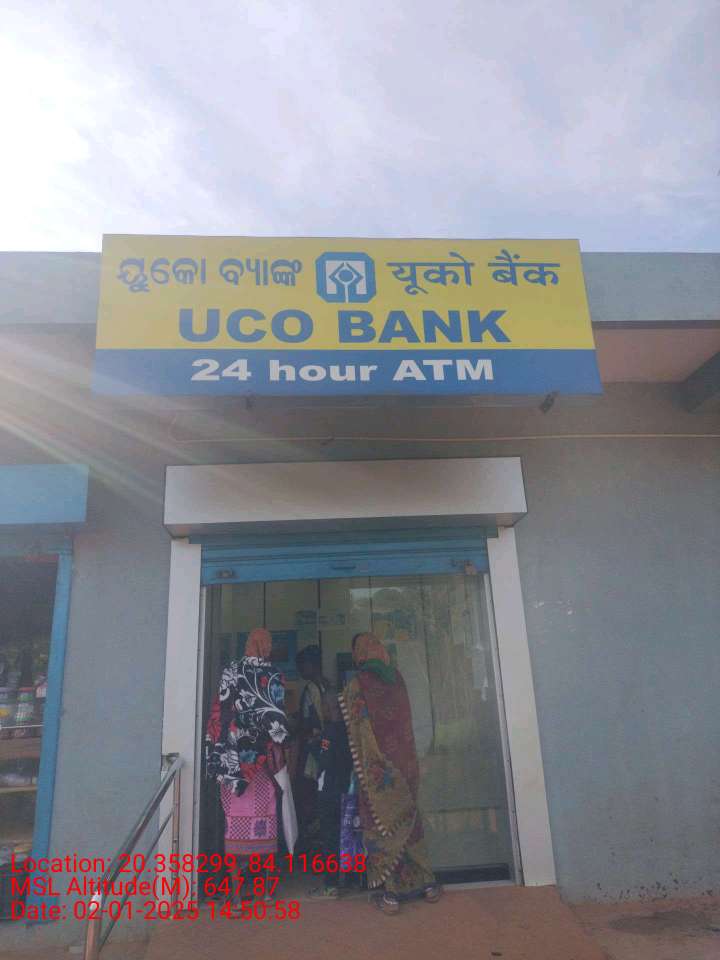 ୟୁକୋ ବ୍ୟାଙ୍କ यूको बैंक
UCO BANK
24 hour ATM
Location: 20.358299, 84.116638
MSL Altitude(M): 647.87
Date: 02-01-2025 14:50:58